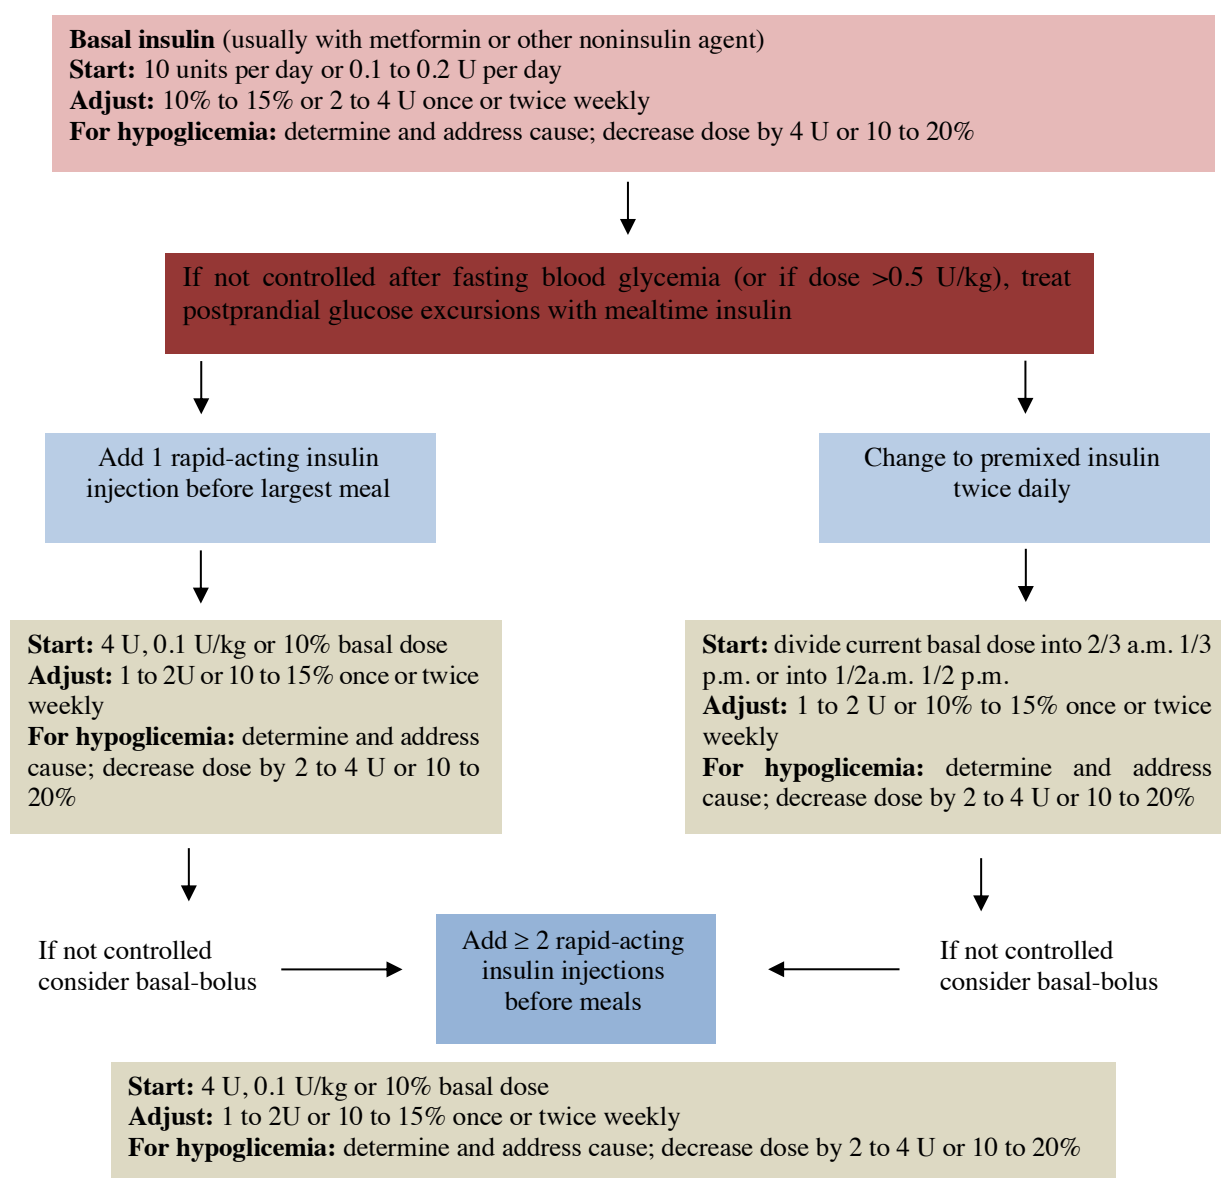 Basal insulin (usually with metformin or other noninsulin agent)
Start: 10 units per day or 0.1 to 0.2 U per day
Adjust: 10% to 15% or 2 to 4 U once or twice weekly
For hypoglicemia: determine and address cause; decrease dose by 4 U or 10 to 20%
If not controlled after fasting blood glycemia (or if dose >0.5 U/kg), treat
postprandial glucose excursions with mealtime insulin
Add 1 rapid-acting insulin
injection before largest meal
Change to premixed insulin
twice daily
Start: 4 U, 0.1 U/kg or 10% basal dose
Adjust: 1 to 2U or 10 to 15% once or twice
weekly
For hypoglicemia: determine and address
cause; decrease dose by 2 to 4 U or 10 to
20%
Start: divide current basal dose into 2/3 a.m. 1/3
p.m. or into 1/2a.m. 1/2 p.m.
Adjust: 1 to 2 U or 10% to 15% once or twice
weekly
For hypoglicemia: determine and address
cause; decrease dose by 2 to 4 U or 10 to 20%
If not controlled
consider basal-bolus
Add ≥ 2 rapid-acting
insulin injections
before meals
If not controlled
consider basal-bolus
Start: 4 U, 0.1 U/kg or 10% basal dose
Adjust: 1 to 2U or 10 to 15% once or twice weekly
For hypoglicemia: determine and address cause; decrease dose by 2 to 4 U or 10 to 20%